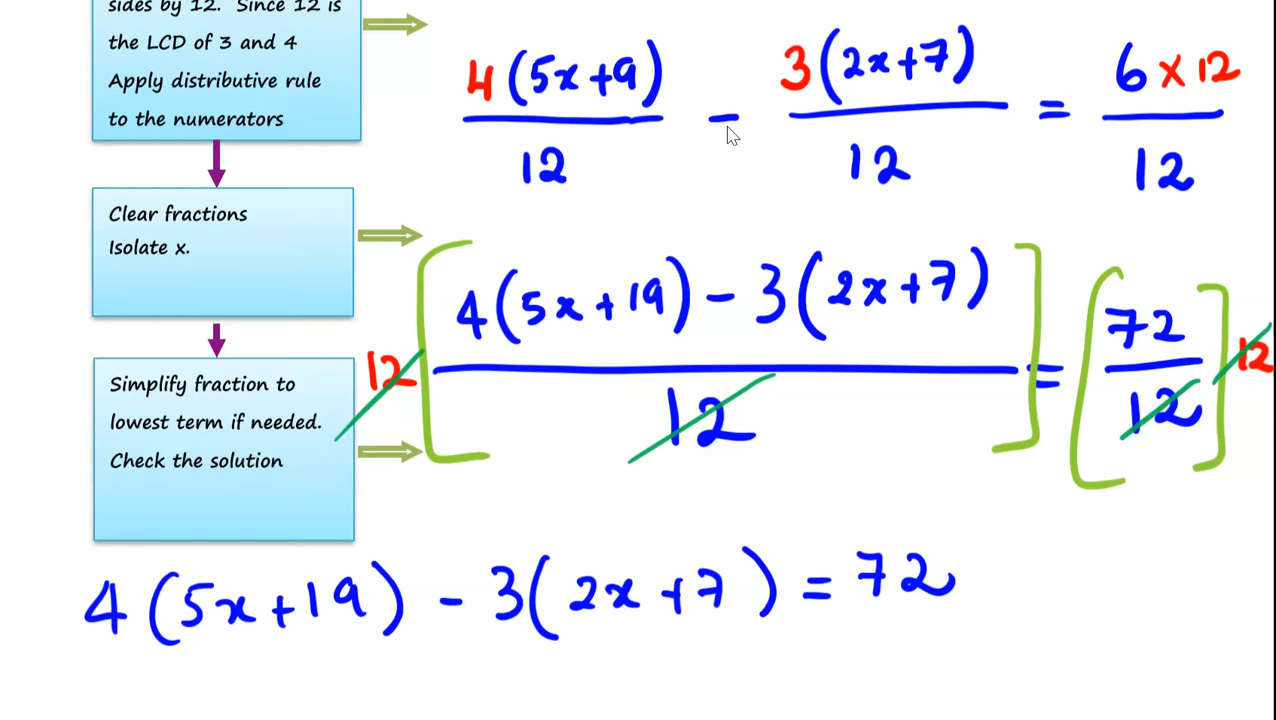 sides by 12. Since 12 is
the LCD of 3 and 4
Apply distributive rule
to the numerators
4(5x+9)/12 - 3(2x+7)/12 = 6 x 12/12
Clear fractions
Isolate x.
12 [4(5x+19) - 3(2x+7)/12] = [72/12] 12
Simplify fraction to
lowest term if needed.
Check the solution
4(5x+19) - 3(2x+7) = 72